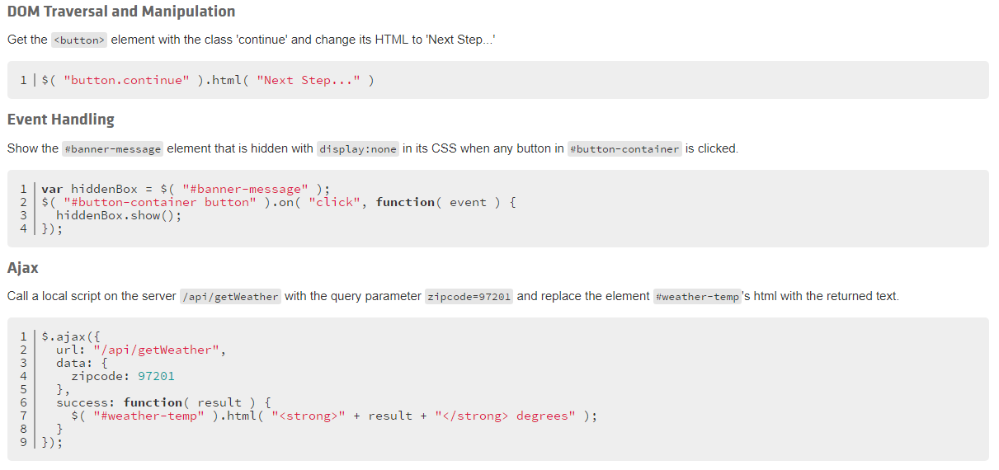 DOM Traversal and Manipulation
Get the <button> element with the class 'continue' and change its HTML to 'Next Step...'
1 $( "button.continue" ).html( "Next Step..." )
Event Handling
Show the #banner-message element that is hidden with display:none in its CSS when any button in #button-container is clicked.
1 var hiddenBox = $( "#banner-message" );
2 $( "#button-container button" ).on( "click", function( event ) {
3   hiddenBox.show();
4 });
Ajax
Call a local script on the server /api/getWeather with the query parameter zipcode=97201 and replace the element #weather-temp's html with the returned text.
1 $.ajax({
2   url: "/api/getWeather",
3   data: {
4     zipcode: 97201
5   },
6   success: function( result ) {
7     $( "#weather-temp" ).html( "<strong>" + result + "</strong> degrees" );
8   }
9 });